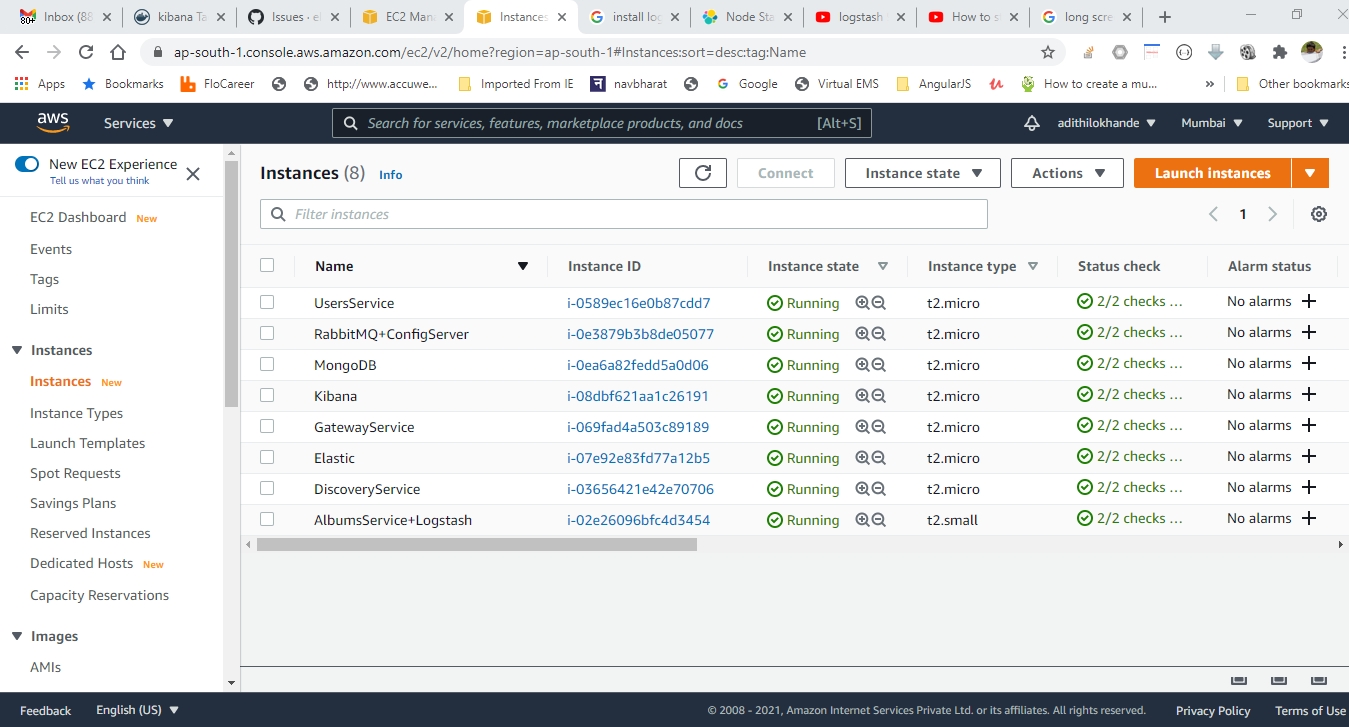 Inbox (88
80+
kibana Ta
Issues · el
EC2 Mana
Instances
install log
Node Sta
logstash
How to s
long scre
ap-south-1.console.aws.amazon.com/ec2/v2/home?region=ap-south-1#Instances:sort=desc:tag:Name
Apps
Bookmarks
FloCareer
http://www.accuwe...
Imported From IE
navbharat
Google
Virtual EMS
AngularJS
How to create a mu...
»
Other bookmarks
aws
Services
Search for services, features, marketplace products, and docs
[Alt+S]
adithilokhande
Mumbai
Support
New EC2 Experience
Tell us what you think
EC2 Dashboard New
Events
Tags
Limits
Instances
Instances New
Instance Types
Launch Templates
Spot Requests
Savings Plans
Reserved Instances
Dedicated Hosts New
Capacity Reservations
Images
AMIs
Instances (8) Info
Connect
Instance state
Actions
Launch instances
Filter instances
1
Name Instance ID Instance state Instance type Status check Alarm status
UsersService i-0589ec16e0b87cdd7 Running t2.micro 2/2 checks ... No alarms
RabbitMQ+ConfigServer i-0e3879b3b8de05077 Running t2.micro 2/2 checks ... No alarms
MongoDB i-0ea6a82fedd5a0d06 Running t2.micro 2/2 checks ... No alarms
Kibana i-08dbf621aa1c26191 Running t2.micro 2/2 checks ... No alarms
GatewayService i-069fad4a503c89189 Running t2.micro 2/2 checks ... No alarms
Elastic i-07e92e83fd77a12b5 Running t2.micro 2/2 checks ... No alarms
DiscoveryService i-03656421e42e70706 Running t2.micro 2/2 checks ... No alarms
AlbumsService+Logstash i-02e26096bfc4d3454 Running t2.small 2/2 checks ... No alarms
Feedback
English (US)
© 2008 - 2021, Amazon Internet Services Private Ltd. or its affiliates. All rights reserved.
Privacy Policy
Terms of Use